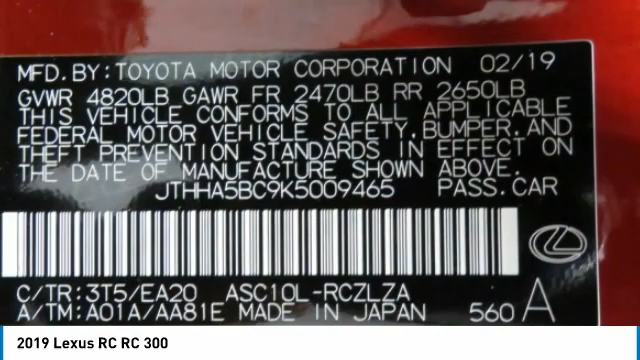 MFD. BY: TOYOTA MOTOR CORPORATION 02/19
GVWR 4820LB GAWR FR 2470LB RR 2650LB
THIS VEHICLE CONFORMS TO ALL APPLICABLE
FEDERAL MOTOR VEHICLE SAFETY, BUMPER, AND
THEFT PREVENTION STANDARDS IN EFFECT ON
THE DATE OF MANUFACTURE SHOWN ABOVE.
JTHHA5BC9K5009465 PASS. CAR
C/TR: 3T5/EA20 ASC10L-RCZLZA
A/TM: A01A/AA81E MADE IN JAPAN 560 A
2019 Lexus RC RC 300